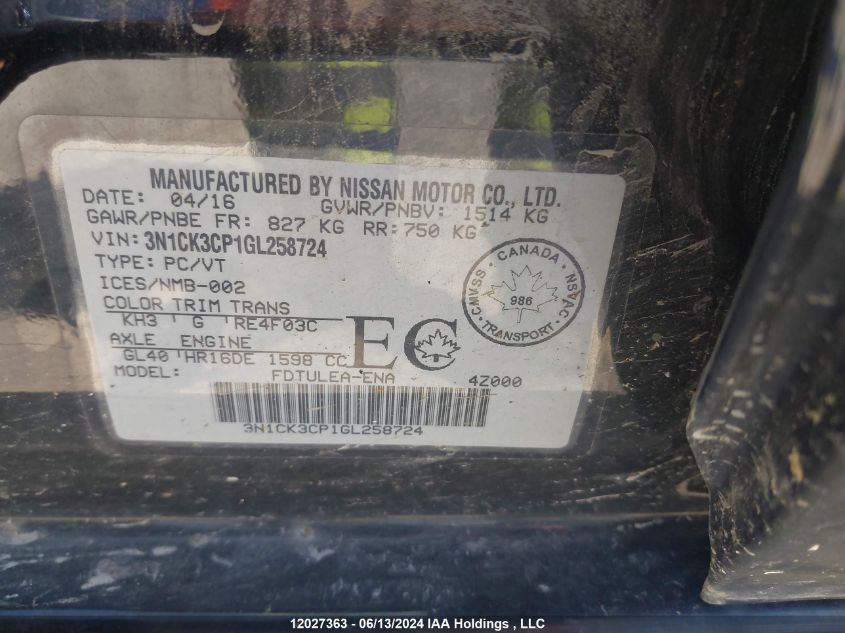 MANUFACTURED BY NISSAN MOTOR CO., LTD.
DATE: 04/16 GVWR/PNBV: 1514 KG
GAWR/PNBE FR: 827 KG RR: 750 KG
VIN: 3N1CK3CP1GL258724
TYPE: PC/VT
ICES/NMB-002
COLOR TRIM TRANS
KH3 G RE4F03C
AXLE ENGINE
GL40 HR16DE 1598 CC
EC
MODEL: FDTULEA-ENA 4Z000
3N1CK3CP1GL258724
CANADA
CMVSS NSVAC
986
TRANSPORT
12027363 - 06/13/2024 IAA Holdings , LLC